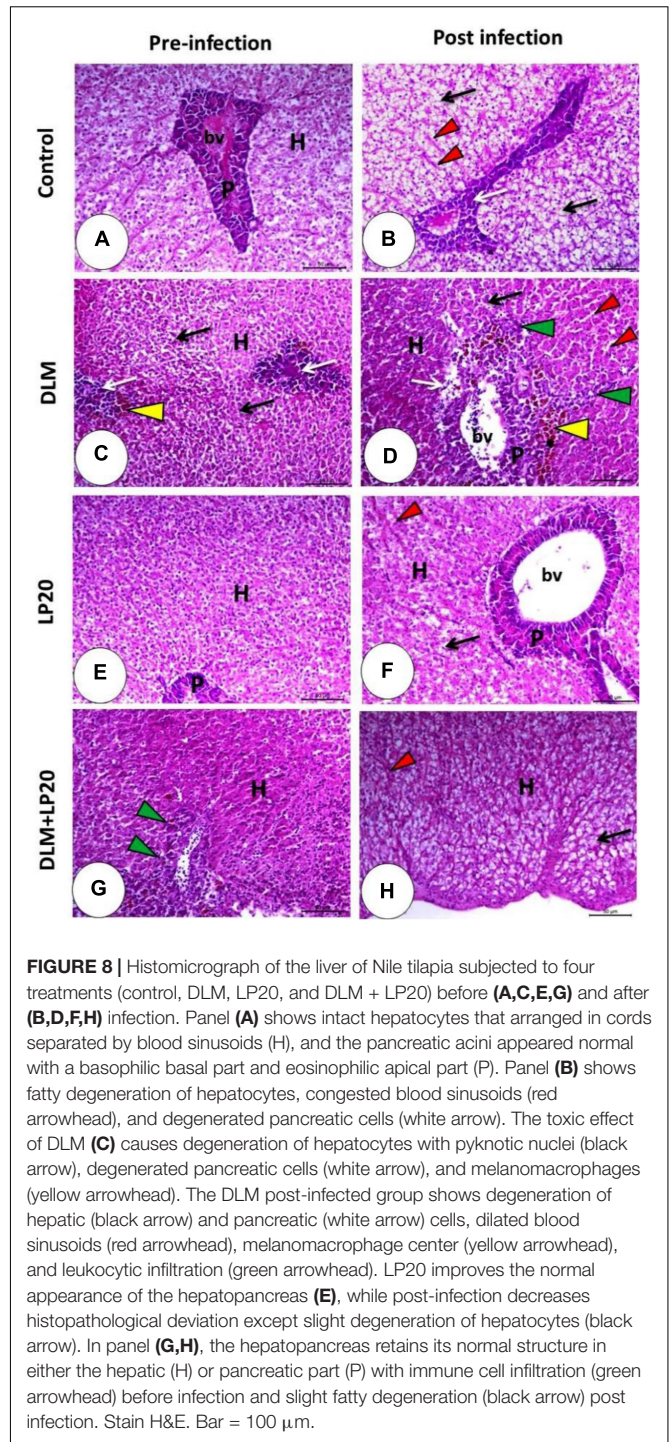 Pre-infection Post infection
Control
bv
H
P
A
bv
B
DLM
H
C
H
bv
P
D
LP20
H
P
E
H
bv
P
F
DLM+LP20
H
G
H
H
FIGURE 8 | Histomicrograph of the liver of Nile tilapia subjected to four
treatments (control, DLM, LP20, and DLM + LP20) before (A,C,E,G) and after
(B,D,F,H) infection. Panel (A) shows intact hepatocytes that arranged in cords
separated by blood sinusoids (H), and the pancreatic acini appeared normal
with a basophilic basal part and eosinophilic apical part (P). Panel (B) shows
fatty degeneration of hepatocytes, congested blood sinusoids (red
arrowhead), and degenerated pancreatic cells (white arrow). The toxic effect
of DLM (C) causes degeneration of hepatocytes with pyknotic nuclei (black
arrow), degenerated pancreatic cells (white arrow), and melanomacrophages
(yellow arrowhead). The DLM post-infected group shows degeneration of
hepatic (black arrow) and pancreatic (white arrow) cells, dilated blood
sinusoids (red arrowhead), melanomacrophage center (yellow arrowhead),
and leukocytic infiltration (green arrowhead). LP20 improves the normal
appearance of the hepatopancreas (E), while post-infection decreases
histopathological deviation except slight degeneration of hepatocytes (black
arrow). In panel (G,H), the hepatopancreas retains its normal structure in
either the hepatic (H) or pancreatic part (P) with immune cell infiltration (green
arrowhead) before infection and slight fatty degeneration (black arrow) post
infection. Stain H&E. Bar = 100 μm.